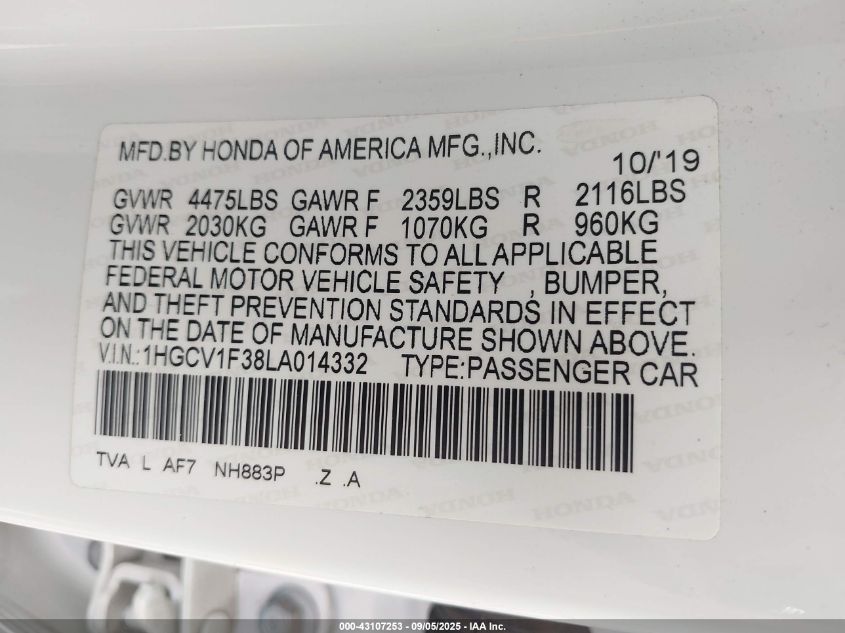 MFD.BY HONDA OF AMERICA MFG.,INC. 10/'19
GVWR 4475LBS GAWR F 2359LBS R 2116LBS
GVWR 2030KG GAWR F 1070KG R 960KG
THIS VEHICLE CONFORMS TO ALL APPLICABLE
FEDERAL MOTOR VEHICLE SAFETY , BUMPER,
AND THEFT PREVENTION STANDARDS IN EFFECT
ON THE DATE OF MANUFACTURE SHOWN ABOVE.
V.I.N.:1HGCV1F38LA014332 TYPE:PASSENGER CAR
TVA L AF7 NH883P .Z .A
HONDA HONDA HONDA
000-43107253 - 09/05/2025 - IAA Inc.